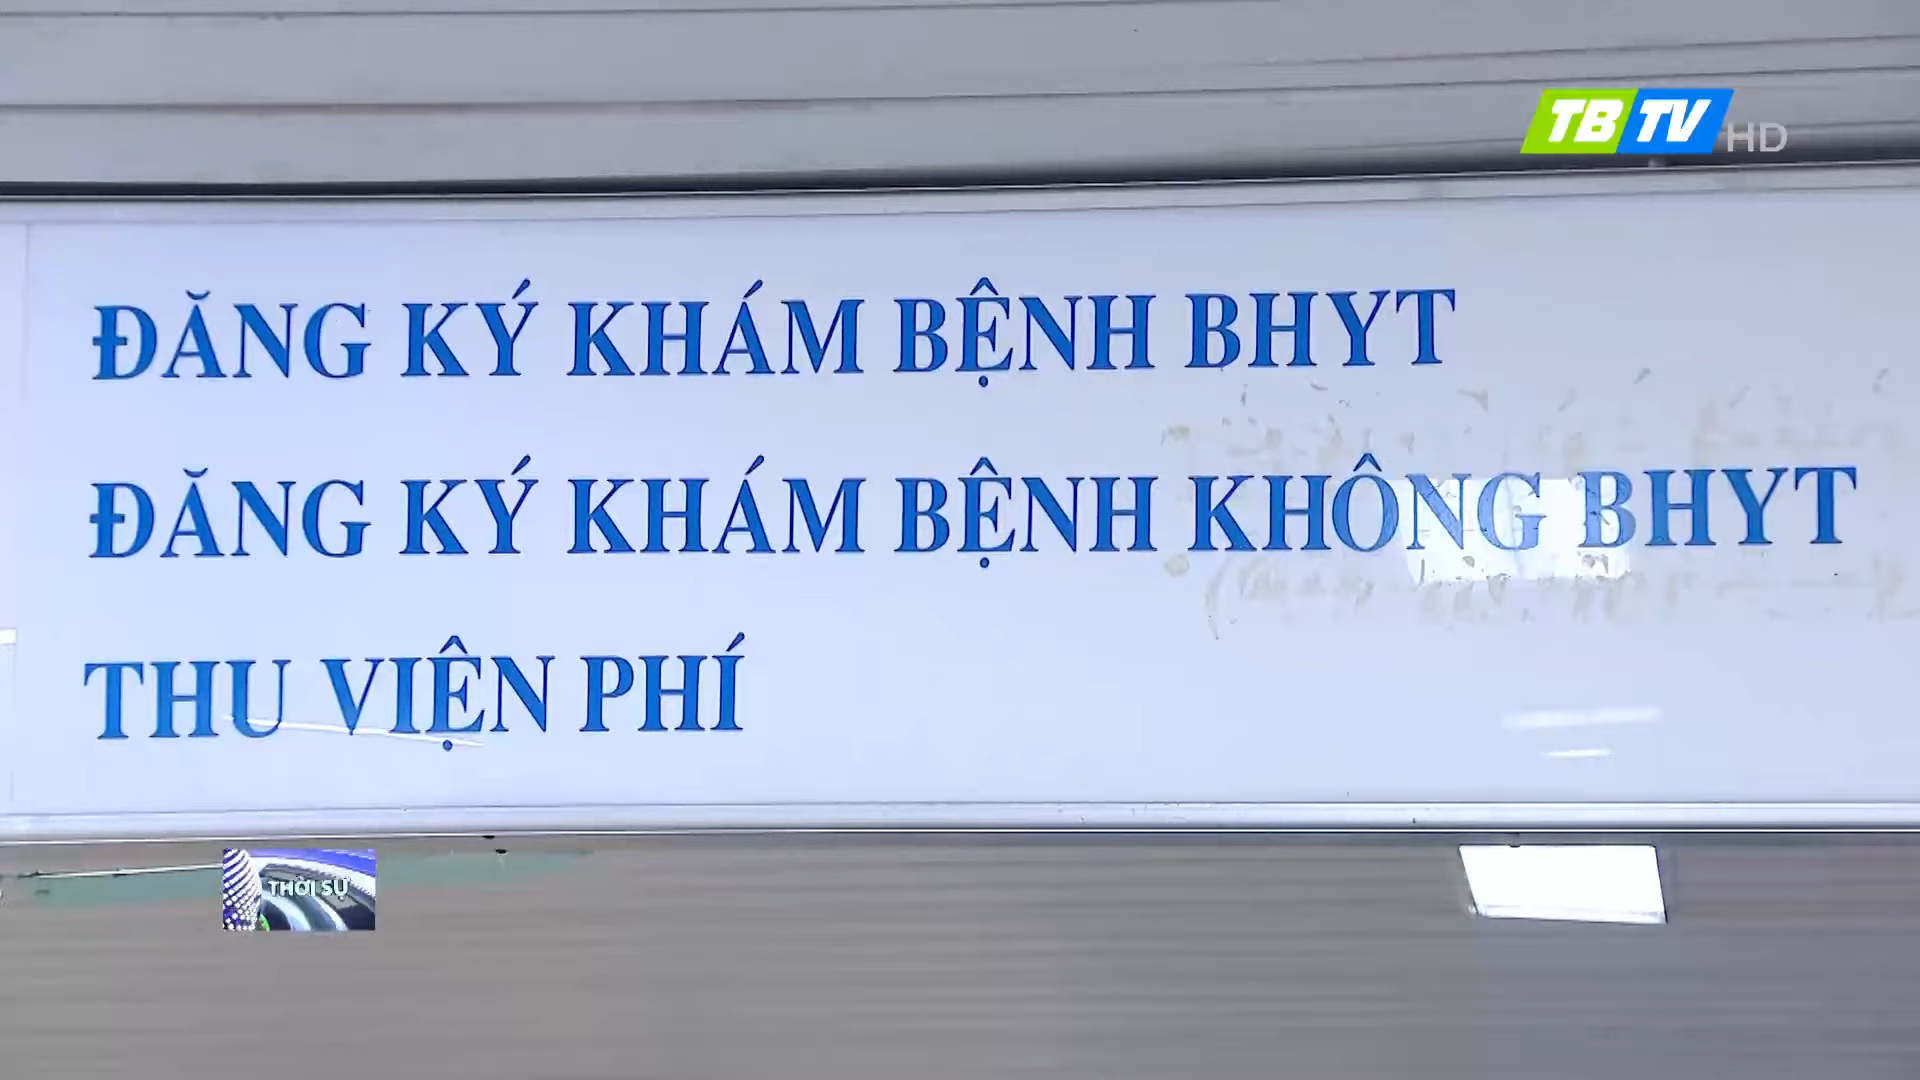 TBTV HD
ĐĂNG KÝ KHÁM BỆNH BHYT
ĐĂNG KÝ KHÁM BỆNH KHÔNG BHYT
THU VIỆN PHÍ
THỜI SỰ